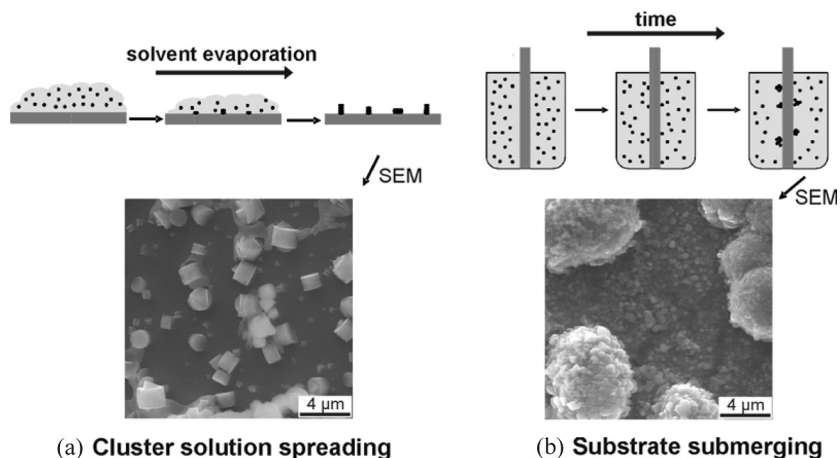 solvent evaporation
SEM
4 µm
(a) Cluster solution spreading
time
SEM
4 µm
(b) Substrate submerging